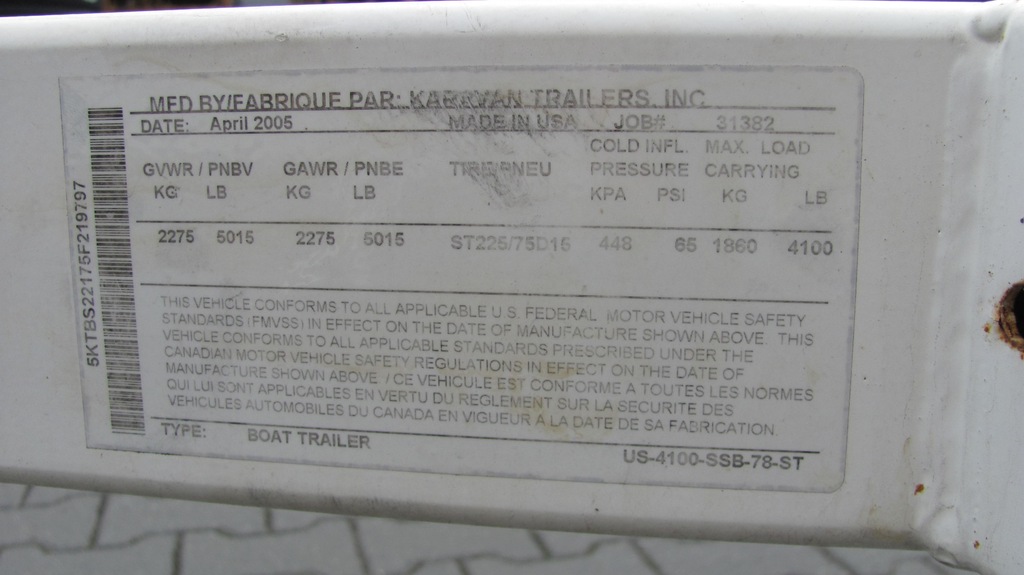 MFD BY/FABRIQUE PAR: KARAVAN TRAILERS, INC
DATE: April 2005 MADE IN USA JOB# 31382
COLD INFL. MAX. LOAD
GVWR / PNBV GAWR / PNBE TIRE/PNEU PRESSURE CARRYING
KG LB KG LB KPA PSI KG LB
2275 5015 2275 5015 ST225/75D15 448 65 1860 4100
THIS VEHICLE CONFORMS TO ALL APPLICABLE U.S. FEDERAL MOTOR VEHICLE SAFETY
STANDARDS (FMVSS) IN EFFECT ON THE DATE OF MANUFACTURE SHOWN ABOVE. THIS
VEHICLE CONFORMS TO ALL APPLICABLE STANDARDS PRESCRIBED UNDER THE
CANADIAN MOTOR VEHICLE SAFETY REGULATIONS IN EFFECT ON THE DATE OF
MANUFACTURE SHOWN ABOVE / CE VEHICULE EST CONFORME A TOUTES LES NORMES
QUI LUI SONT APPLICABLES EN VERTU DU REGLEMENT SUR LA SECURITE DES
VEHICULES AUTOMOBILES DU CANADA EN VIGUEUR A LA DATE DE SA FABRICATION.
TYPE: BOAT TRAILER
US-4100-SSB-78-ST
5KTBS22175F219797